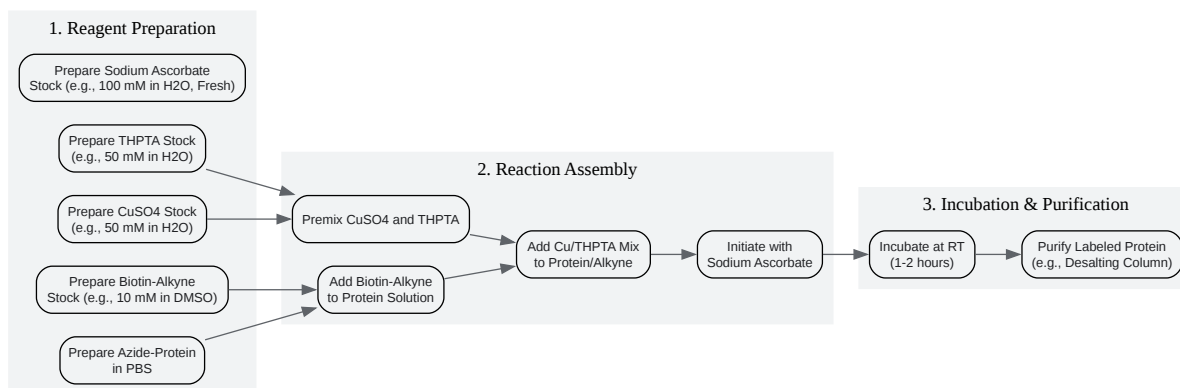 1. Reagent Preparation
Prepare Sodium Ascorbate
Stock (e.g., 100 mM in H2O, Fresh)
Prepare THPTA Stock
(e.g., 50 mM in H2O)
Prepare CuSO4 Stock
(e.g., 50 mM in H2O)
Prepare Biotin-Alkyne
Stock (e.g., 10 mM in DMSO)
Prepare Azide-Protein
in PBS
2. Reaction Assembly
Premix CuSO4 and THPTA
Add Biotin-Alkyne
to Protein Solution
Add Cu/THPTA Mix
to Protein/Alkyne
Initiate with
Sodium Ascorbate
3. Incubation & Purification
Incubate at RT
(1-2 hours)
Purify Labeled Protein
(e.g., Desalting Column)